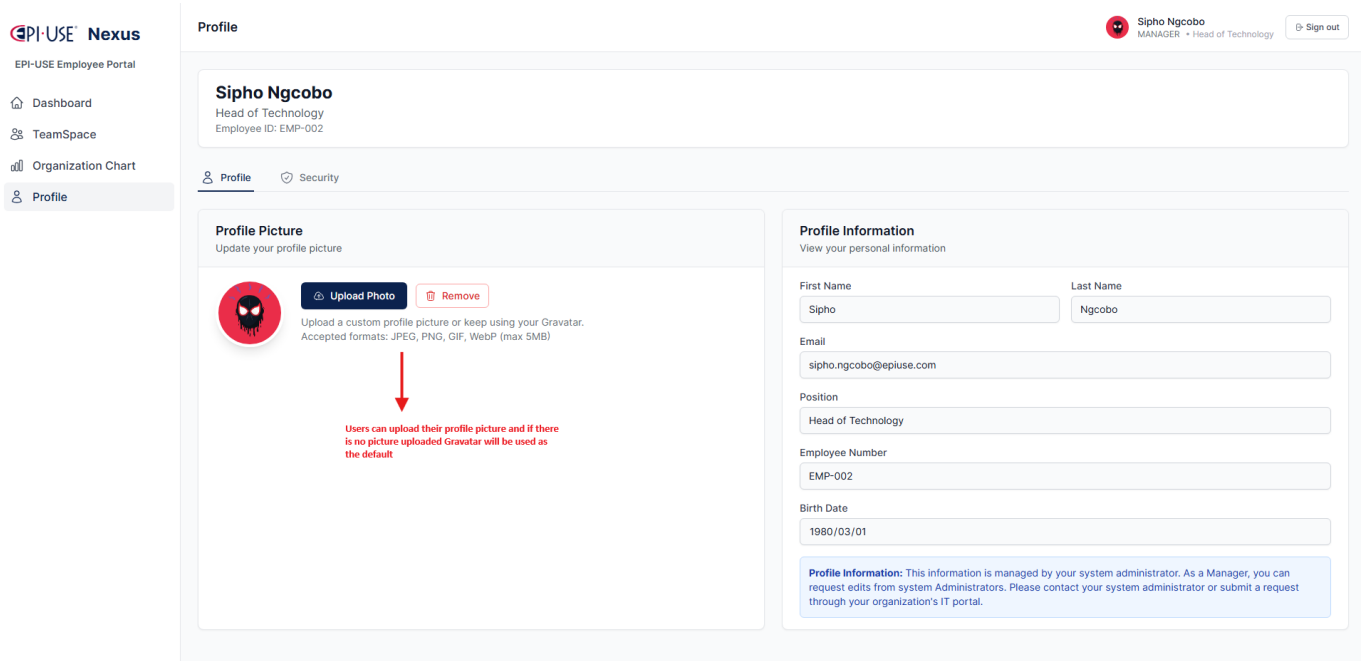 EPI·USE® Nexus
EPI-USE Employee Portal
Dashboard
TeamSpace
Organization Chart
Profile
Profile
Sipho Ngcobo
MANAGER • Head of Technology
Sign out
Sipho Ngcobo
Head of Technology
Employee ID: EMP-002
Profile
Security
Profile Picture
Update your profile picture
Upload Photo
Remove
Upload a custom profile picture or keep using your Gravatar.
Accepted formats: JPEG, PNG, GIF, WebP (max 5MB)
Users can upload their profile picture and if there
is no picture uploaded Gravatar will be used as
the default
Profile Information
View your personal information
First Name
Last Name
Sipho
Ngcobo
Email
sipho.ngcobo@epiuse.com
Position
Head of Technology
Employee Number
EMP-002
Birth Date
1980/03/01
Profile Information: This information is managed by your system administrator. As a Manager, you can
request edits from system Administrators. Please contact your system administrator or submit a request
through your organization's IT portal.